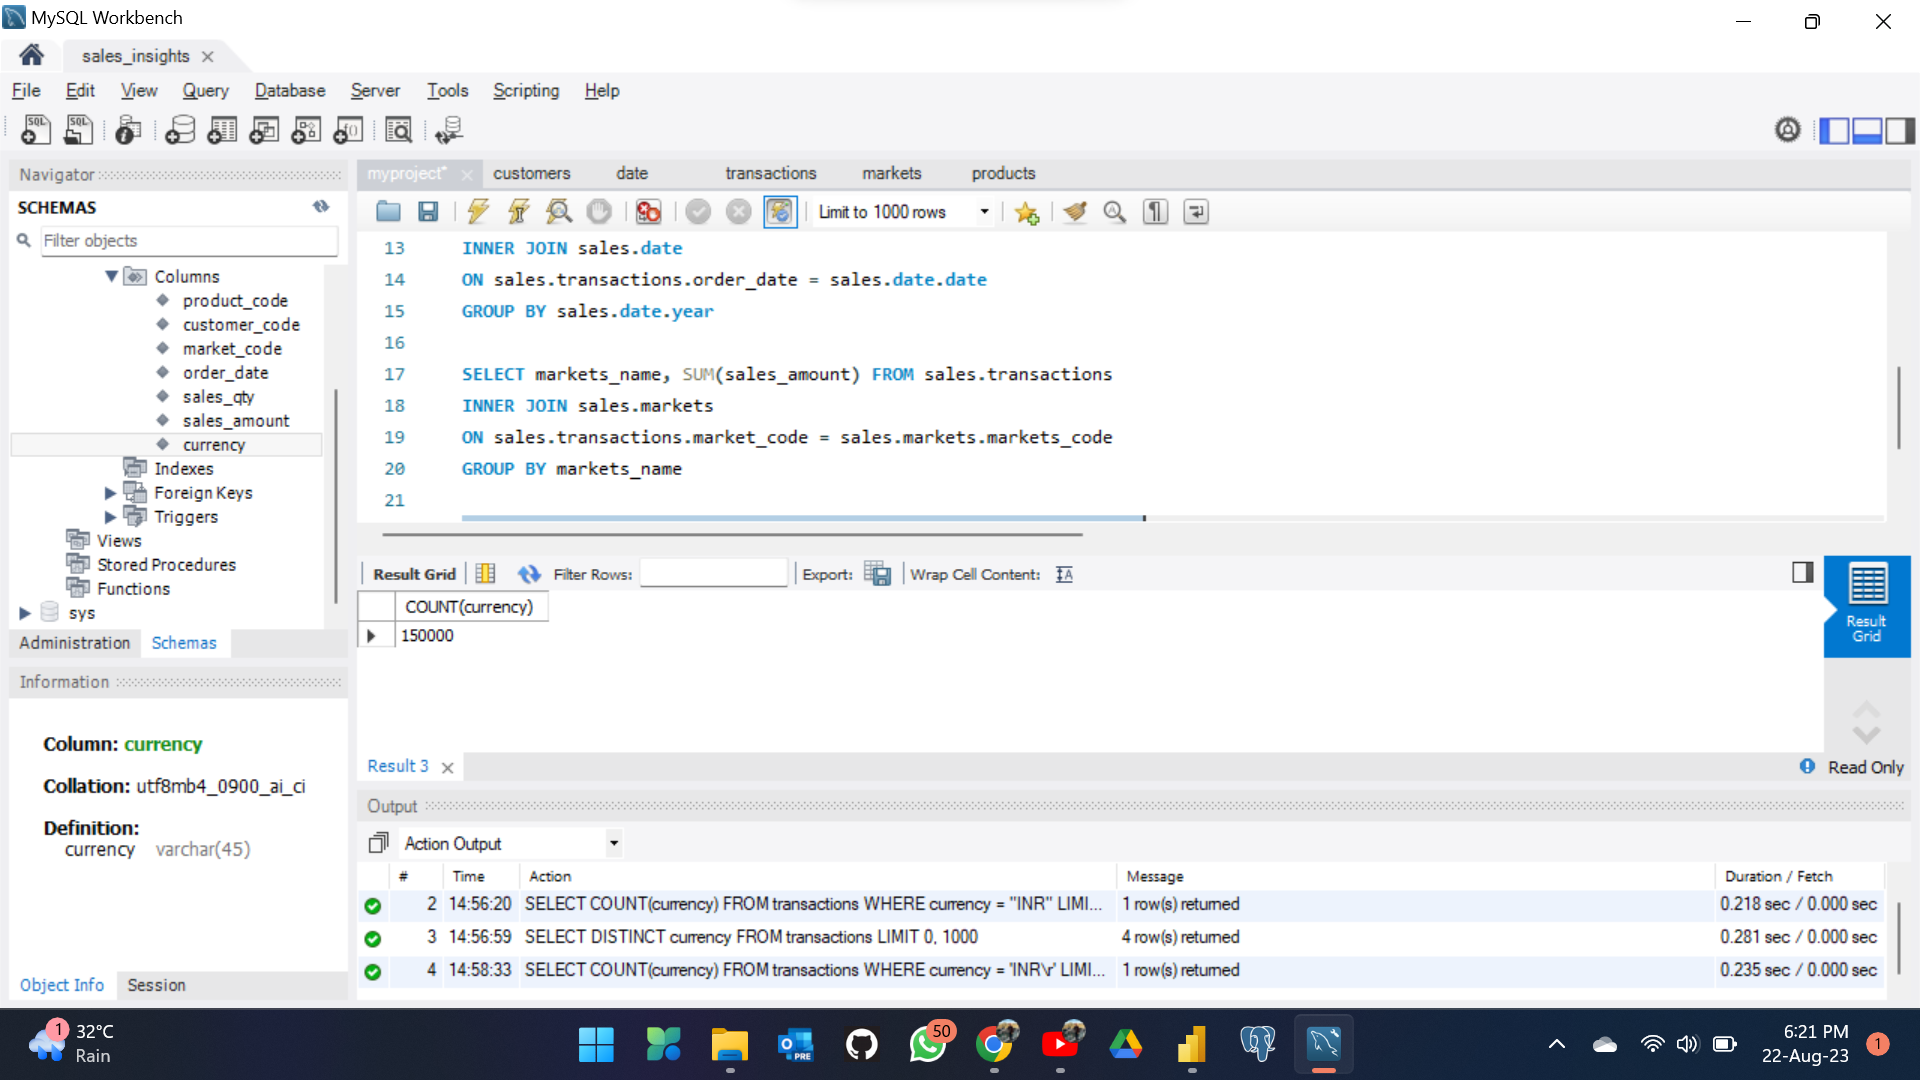 MySQL Workbench
sales_insights
File Edit View Query Database Server Tools Scripting Help
Navigator
SCHEMAS
Filter objects
Columns
product_code
customer_code
market_code
order_date
sales_qty
sales_amount
currency
Indexes
Foreign Keys
Triggers
Views
Stored Procedures
Functions
sys
Administration Schemas
Information
Column: currency
Collation: utf8mb4_0900_ai_ci
Definition:
currency varchar(45)
Object Info Session
myproject* customers date transactions markets products
Limit to 1000 rows
13 INNER JOIN sales.date
14 ON sales.transactions.order_date = sales.date.date
15 GROUP BY sales.date.year
16
17 SELECT markets_name, SUM(sales_amount) FROM sales.transactions
18 INNER JOIN sales.markets
19 ON sales.transactions.market_code = sales.markets.markets_code
20 GROUP BY markets_name
21
Result Grid Filter Rows: Export: Wrap Cell Content:
COUNT(currency)
150000
Result
Grid
Result 3
Read Only
Output
Action Output
# Time Action Message Duration / Fetch
2 14:56:20 SELECT COUNT(currency) FROM transactions WHERE currency = "INR" LIMI... 1 row(s) returned 0.218 sec / 0.000 sec
3 14:56:59 SELECT DISTINCT currency FROM transactions LIMIT 0, 1000 4 row(s) returned 0.281 sec / 0.000 sec
4 14:58:33 SELECT COUNT(currency) FROM transactions WHERE currency = 'INR\r' LIMI... 1 row(s) returned 0.235 sec / 0.000 sec
1 32°C
Rain
PRE
50
6:21 PM
22-Aug-23
1